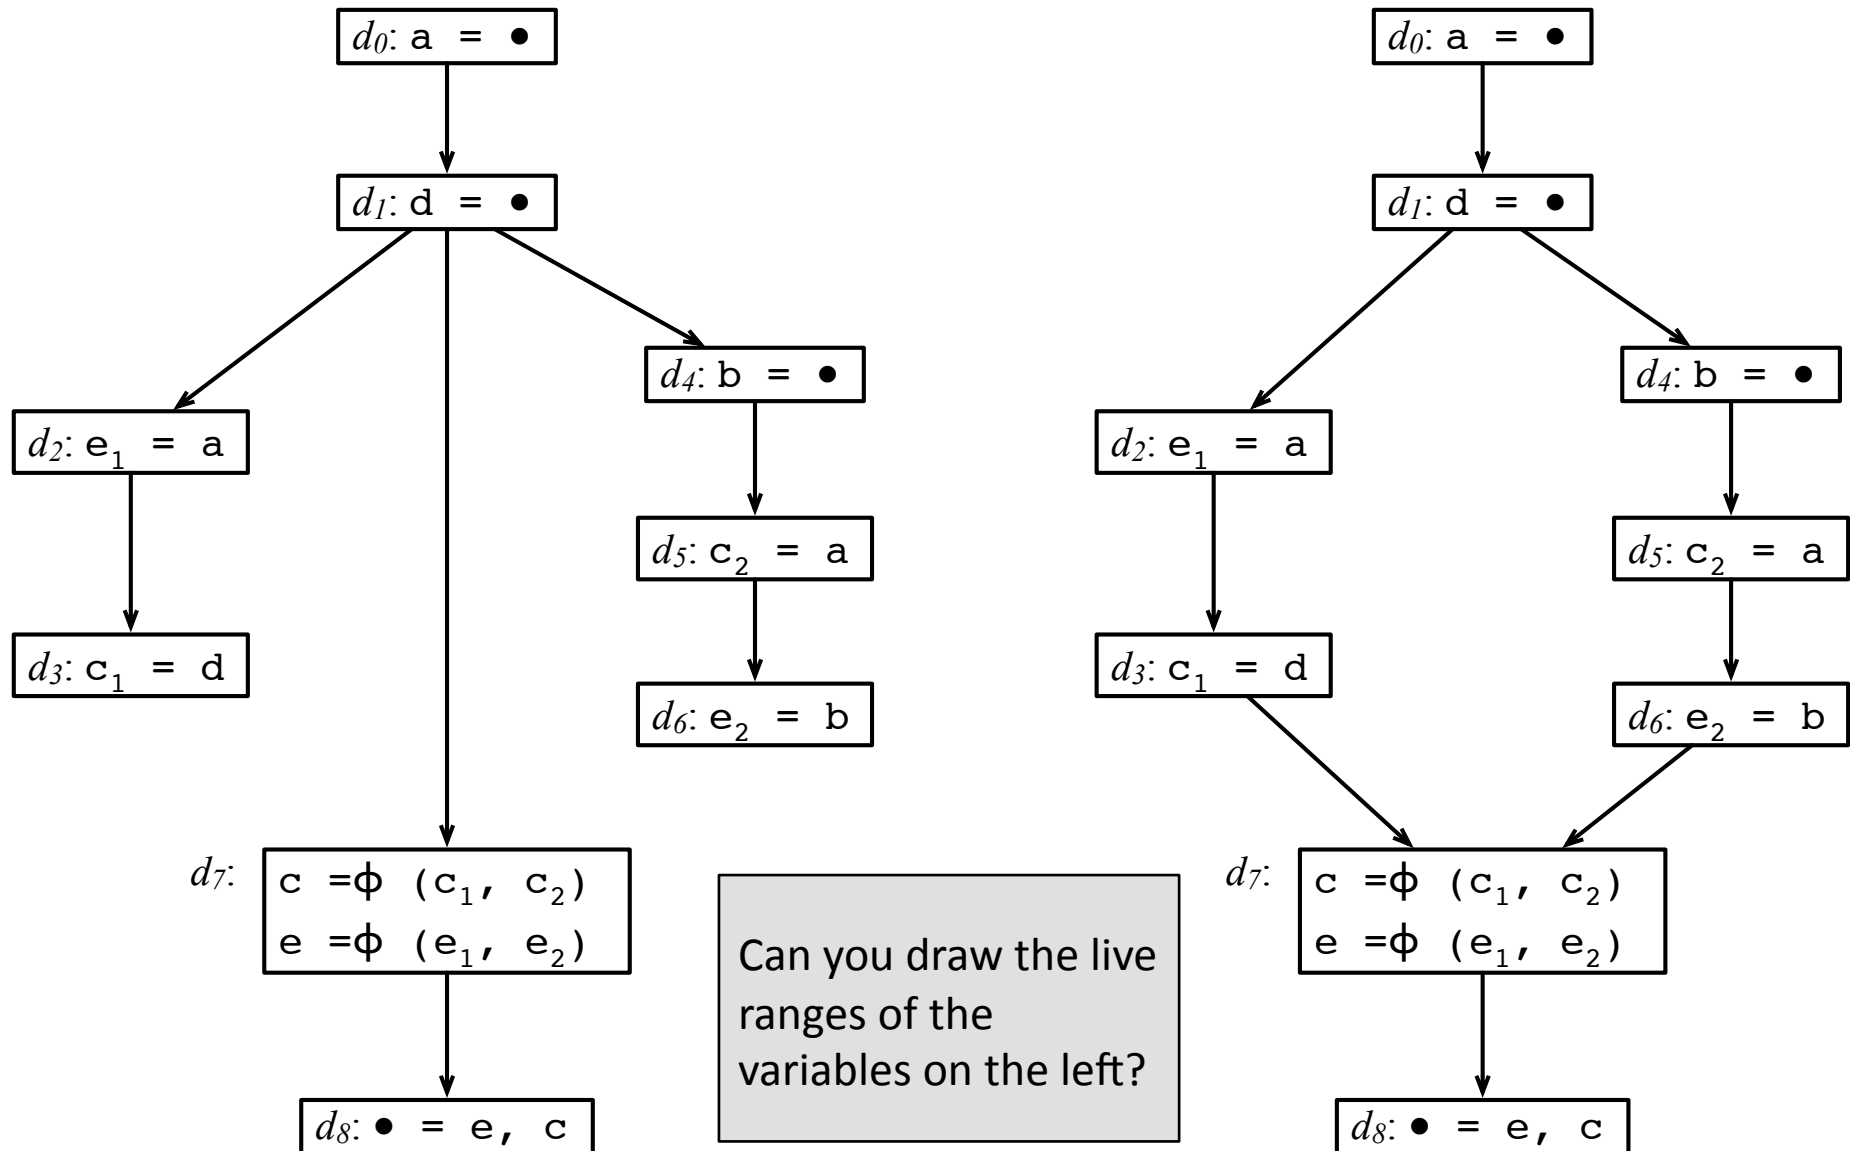 d0: a = ●
d1: d = ●
d4: b = ●
d2: e1 = a
d5: c2 = a
d3: c1 = d
d6: e2 = b
d7:
c =ϕ (c1, c2)
e =ϕ (e1, e2)
d8: ● = e, c
Can you draw the live
ranges of the
variables on the left?
d0: a = ●
d1: d = ●
d4: b = ●
d2: e1 = a
d5: c2 = a
d3: c1 = d
d6: e2 = b
d7:
c =ϕ (c1, c2)
e =ϕ (e1, e2)
d8: ● = e, c